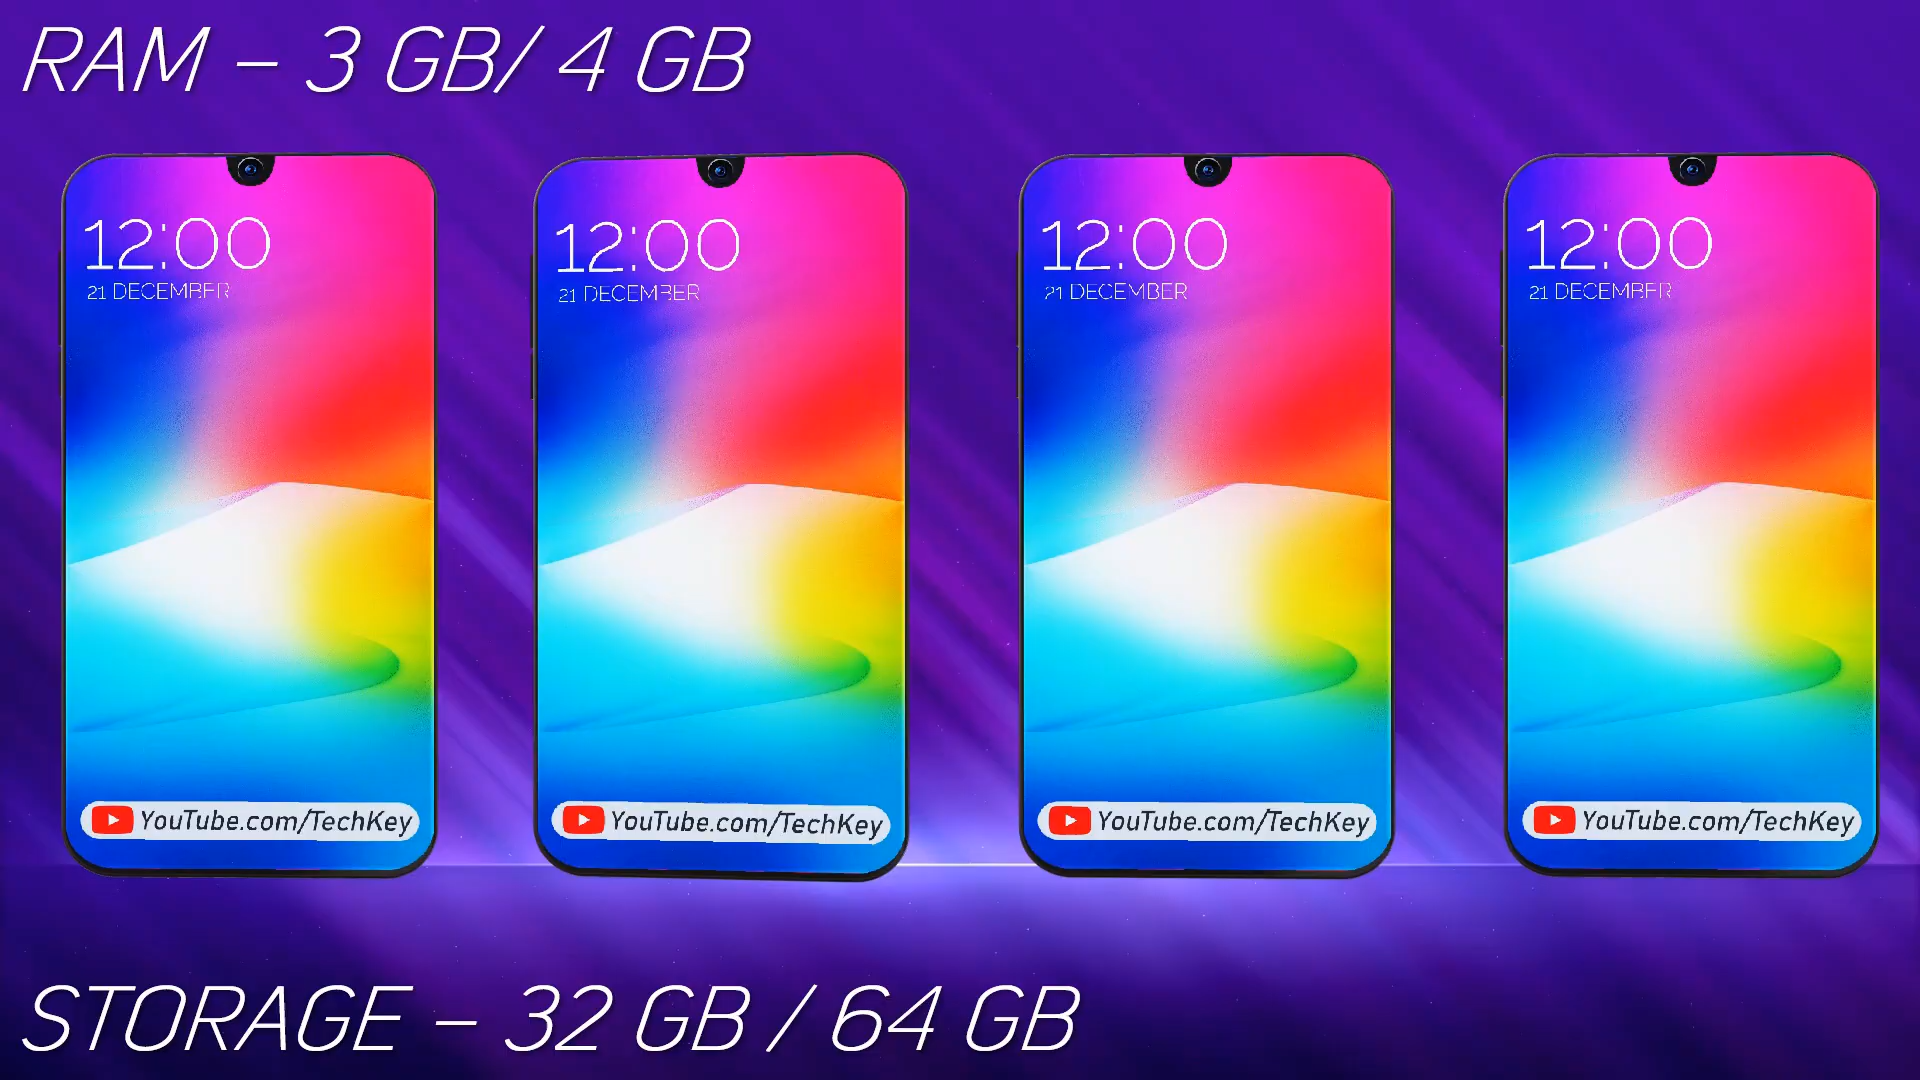 RAM – 3 GB/ 4 GB
12:00
21 DECEMBER
YouTube.com/TechKey
12:00
21 DECEMBER
YouTube.com/TechKey
12:00
21 DECEMBER
YouTube.com/TechKey
12:00
21 DECEMBER
YouTube.com/TechKey
STORAGE – 32 GB / 64 GB